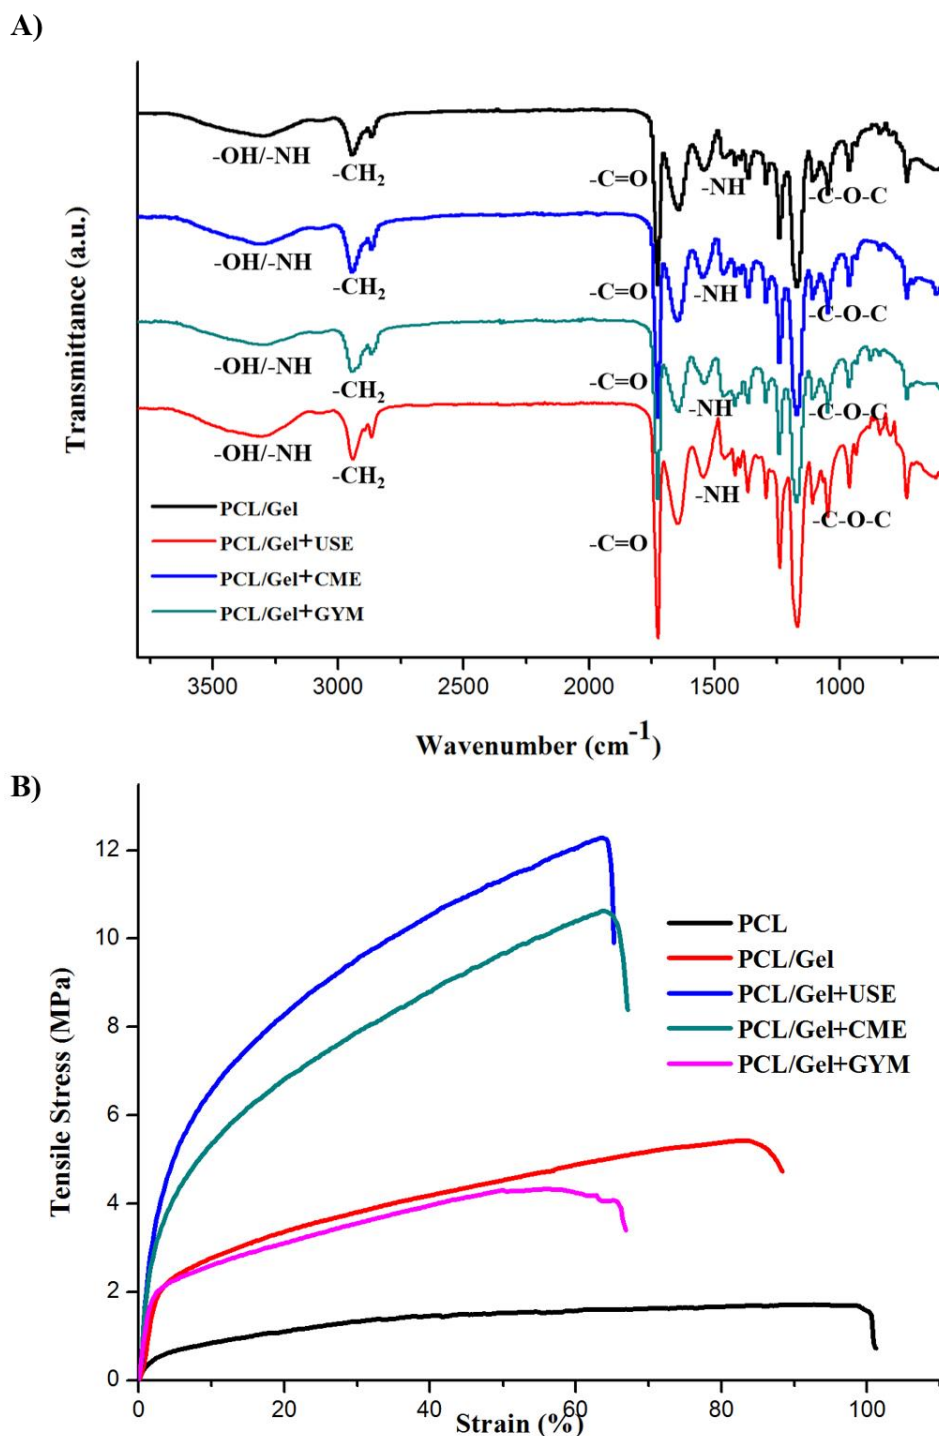 A)
-OH/-NH
-CH2
-C=O
-NH
-C-O-C
-OH/-NH
-CH2
-C=O
-NH
-C-O-C
-OH/-NH
-CH2
-C=O
-NH
-C-O-C
-OH/-NH
-CH2
-C=O
-NH
-C-O-C
PCL/Gel
PCL/Gel+USE
PCL/Gel+CME
PCL/Gel+GYM
Transmittance (a.u.)
3500 3000 2500 2000 1500 1000
Wavenumber (cm-1)
B)
12
10
8
6
4
2
0
Tensile Stress (MPa)
PCL
PCL/Gel
PCL/Gel+USE
PCL/Gel+CME
PCL/Gel+GYM
0 20 40 60 80 100
Strain (%)